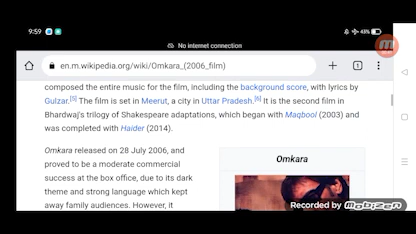 9:59
43%
No internet connection
en.m.wikipedia.org/wiki/Omkara_(2006_film)
1
composed the entire music for the film, including the background score, with lyrics by
Gulzar.[5] The film is set in Meerut, a city in Uttar Pradesh.[6] It is the second film in
Bhardwaj's trilogy of Shakespeare adaptations, which began with Maqbool (2003) and
was completed with Haider (2014).
Omkara released on 28 July 2006, and
proved to be a moderate commercial
success at the box office, due to its dark
theme and strong language which kept
away family audiences. However, it
Omkara
Recorded by mobizen